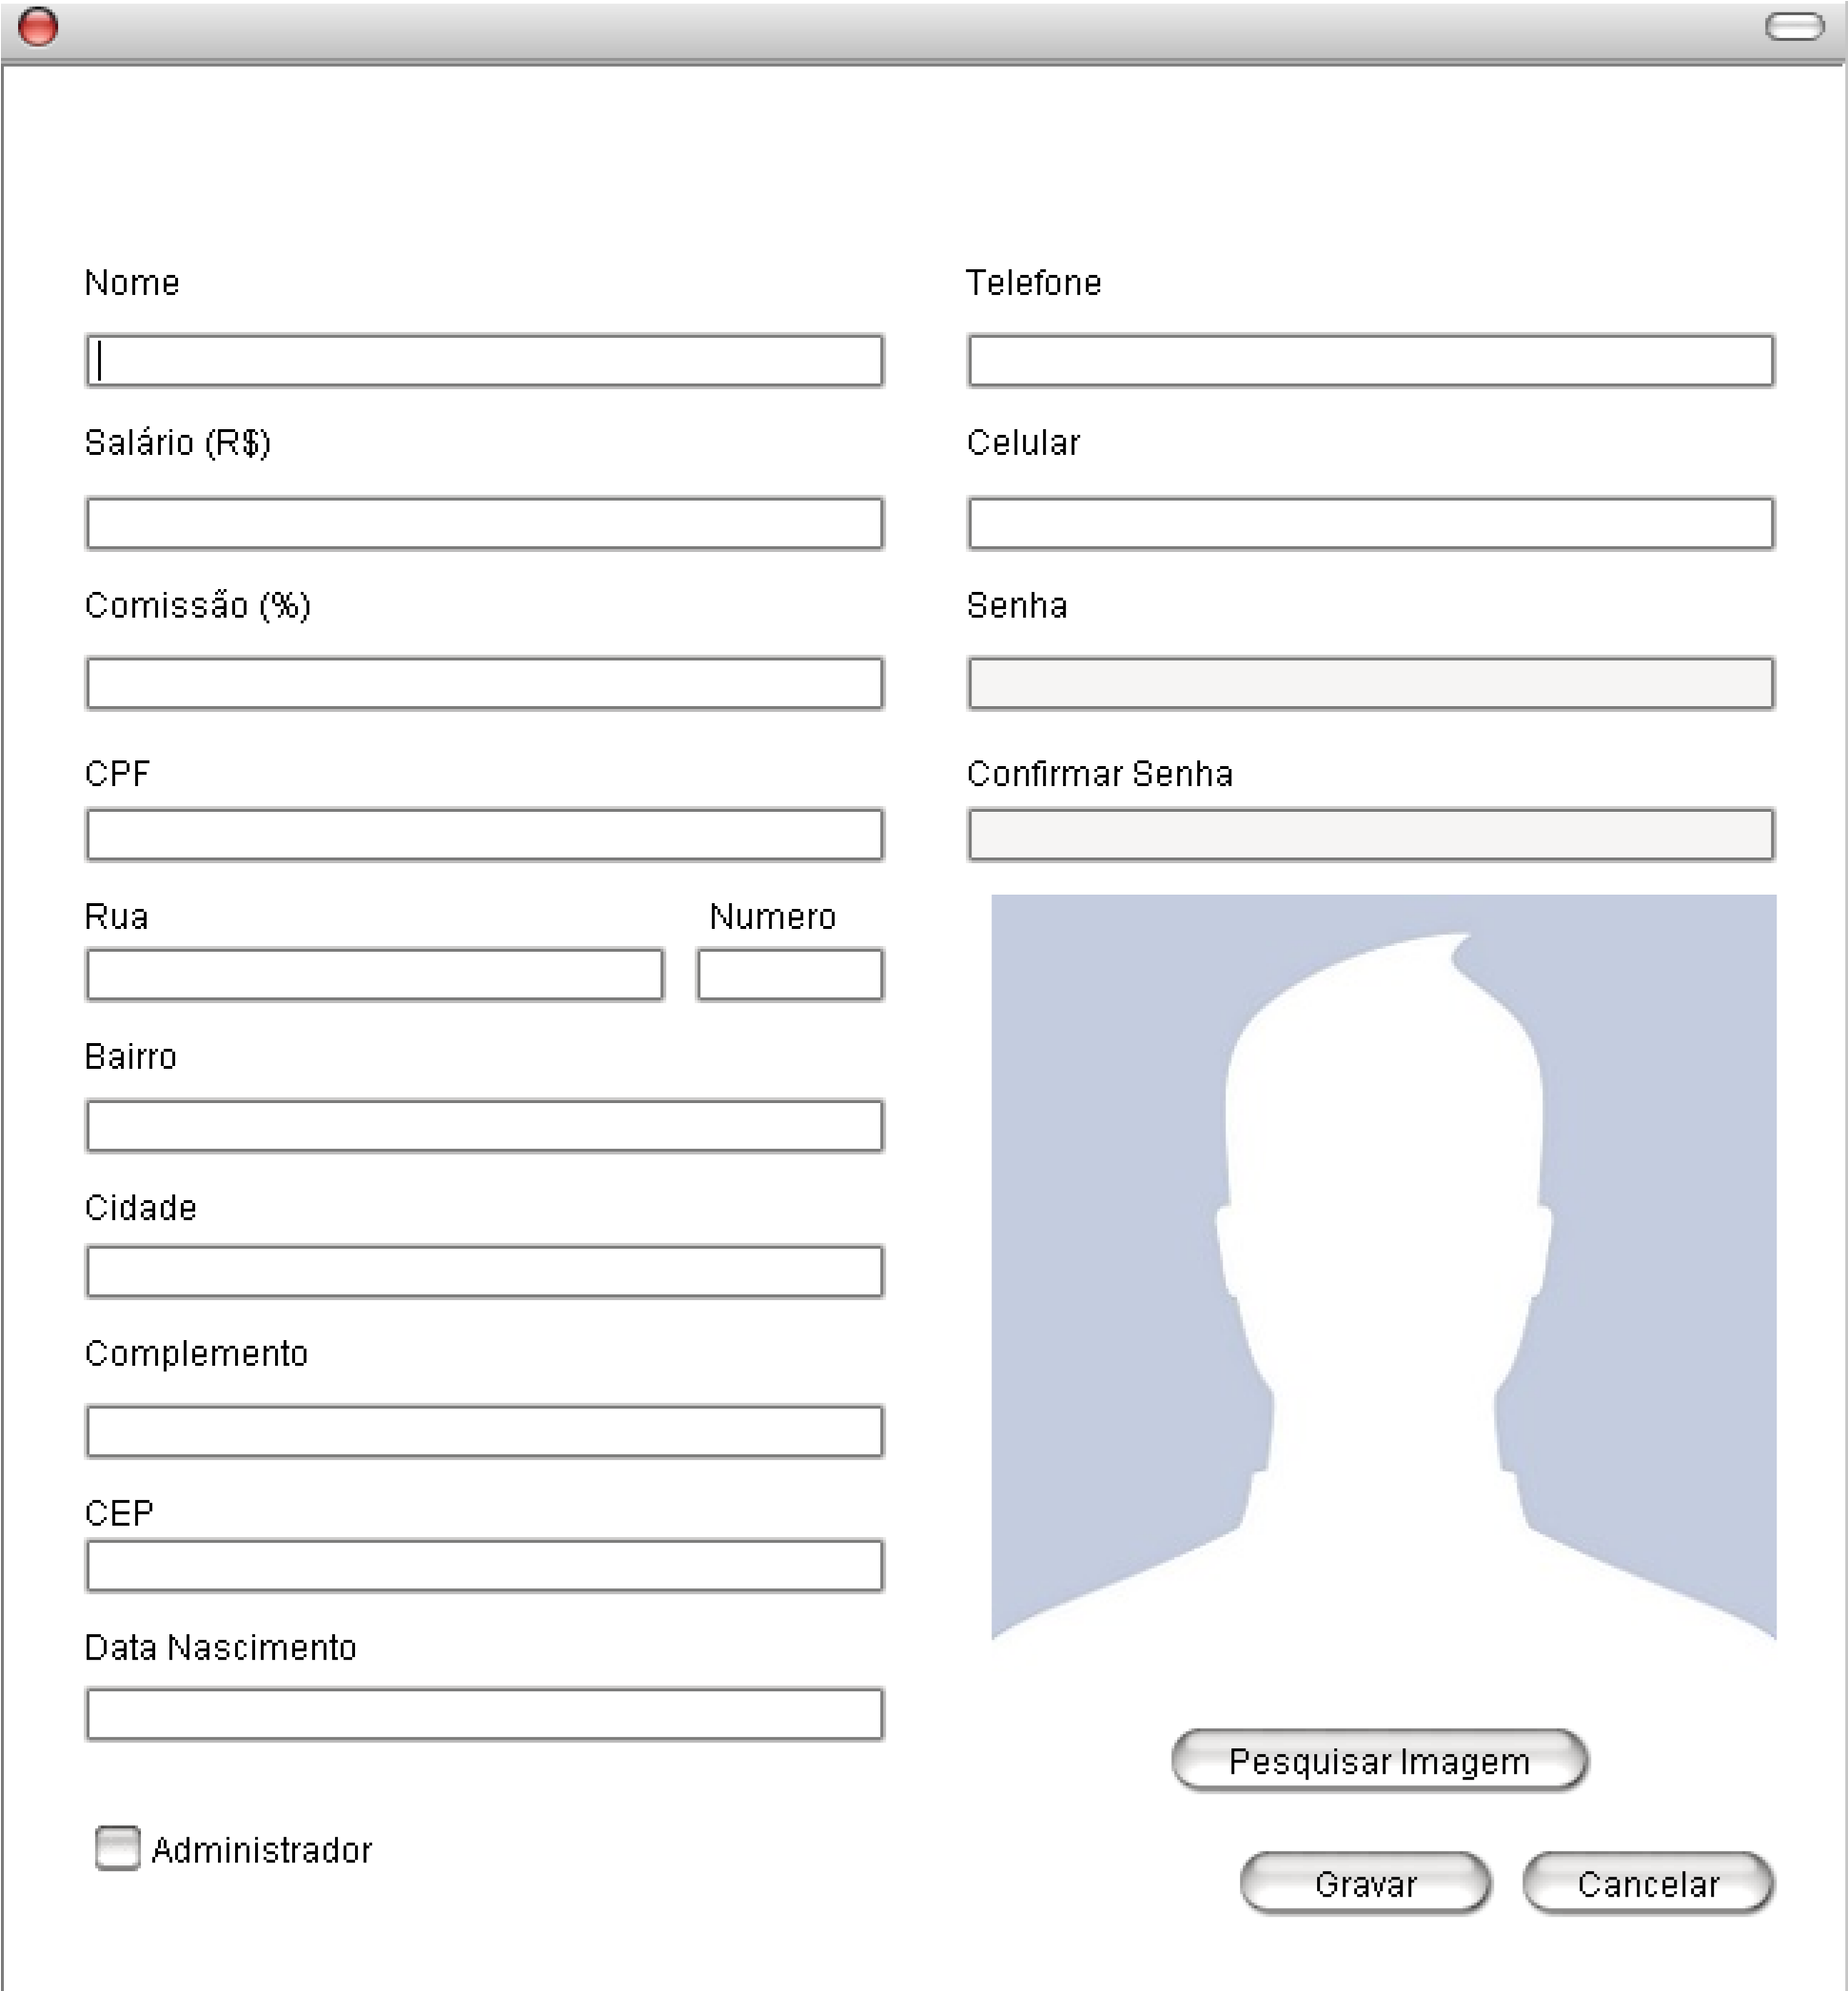 Nome
Telefone
Salário (R$)
Celular
Comissão (%)
Senha
CPF
Confirmar Senha
Rua
Numero
Bairro
Cidade
Complemento
CEP
Data Nascimento
Pesquisar Imagem
Administrador
Gravar
Cancelar